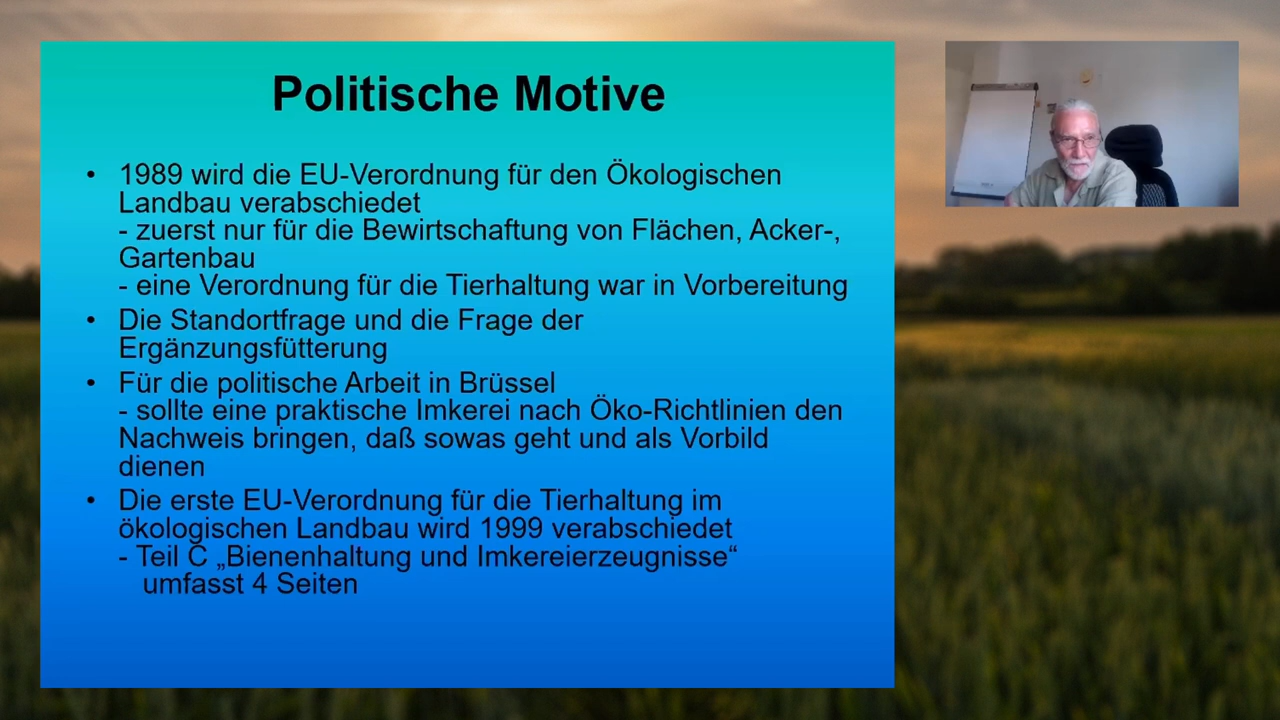 Politische Motive
• 1989 wird die EU-Verordnung für den Ökologischen
Landbau verabschiedet
- zuerst nur für die Bewirtschaftung von Flächen, Acker-,
Gartenbau
- eine Verordnung für die Tierhaltung war in Vorbereitung
• Die Standortfrage und die Frage der
Ergänzungsfütterung
• Für die politische Arbeit in Brüssel
- sollte eine praktische Imkerei nach Öko-Richtlinien den
Nachweis bringen, daß sowas geht und als Vorbild
dienen
• Die erste EU-Verordnung für die Tierhaltung im
ökologischen Landbau wird 1999 verabschiedet
- Teil C „Bienenhaltung und Imkereierzeugnisse“
umfasst 4 Seiten